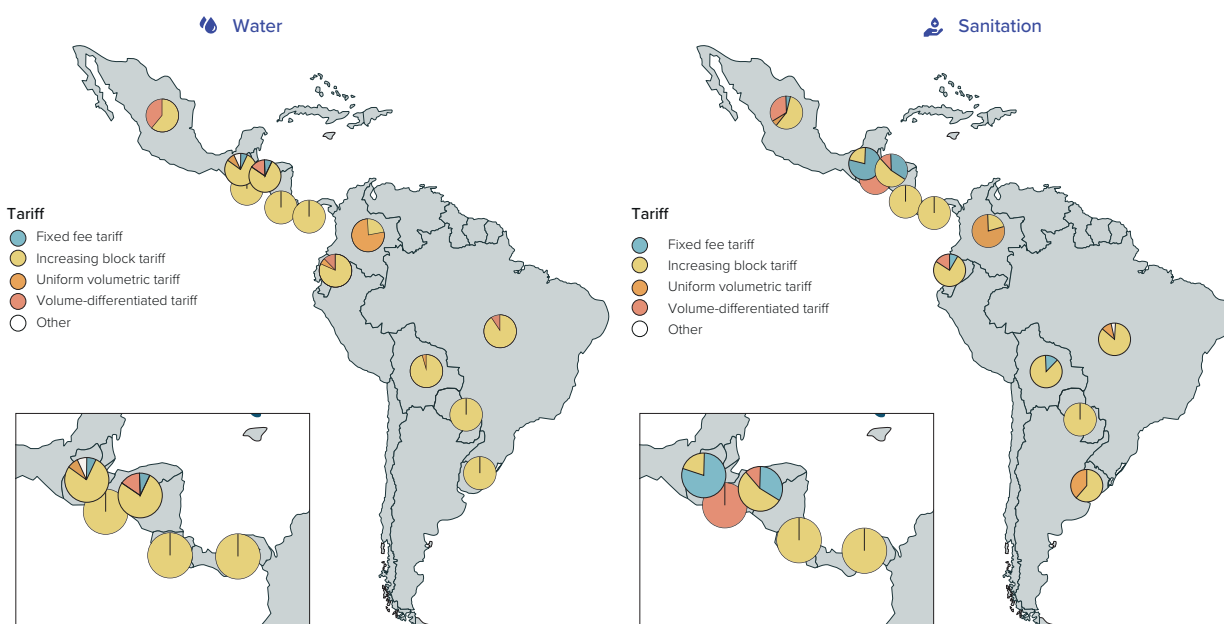 Water
Tariff
Fixed fee tariff
Increasing block tariff
Uniform volumetric tariff
Volume-differentiated tariff
Other
Sanitation
Tariff
Fixed fee tariff
Increasing block tariff
Uniform volumetric tariff
Volume-differentiated tariff
Other